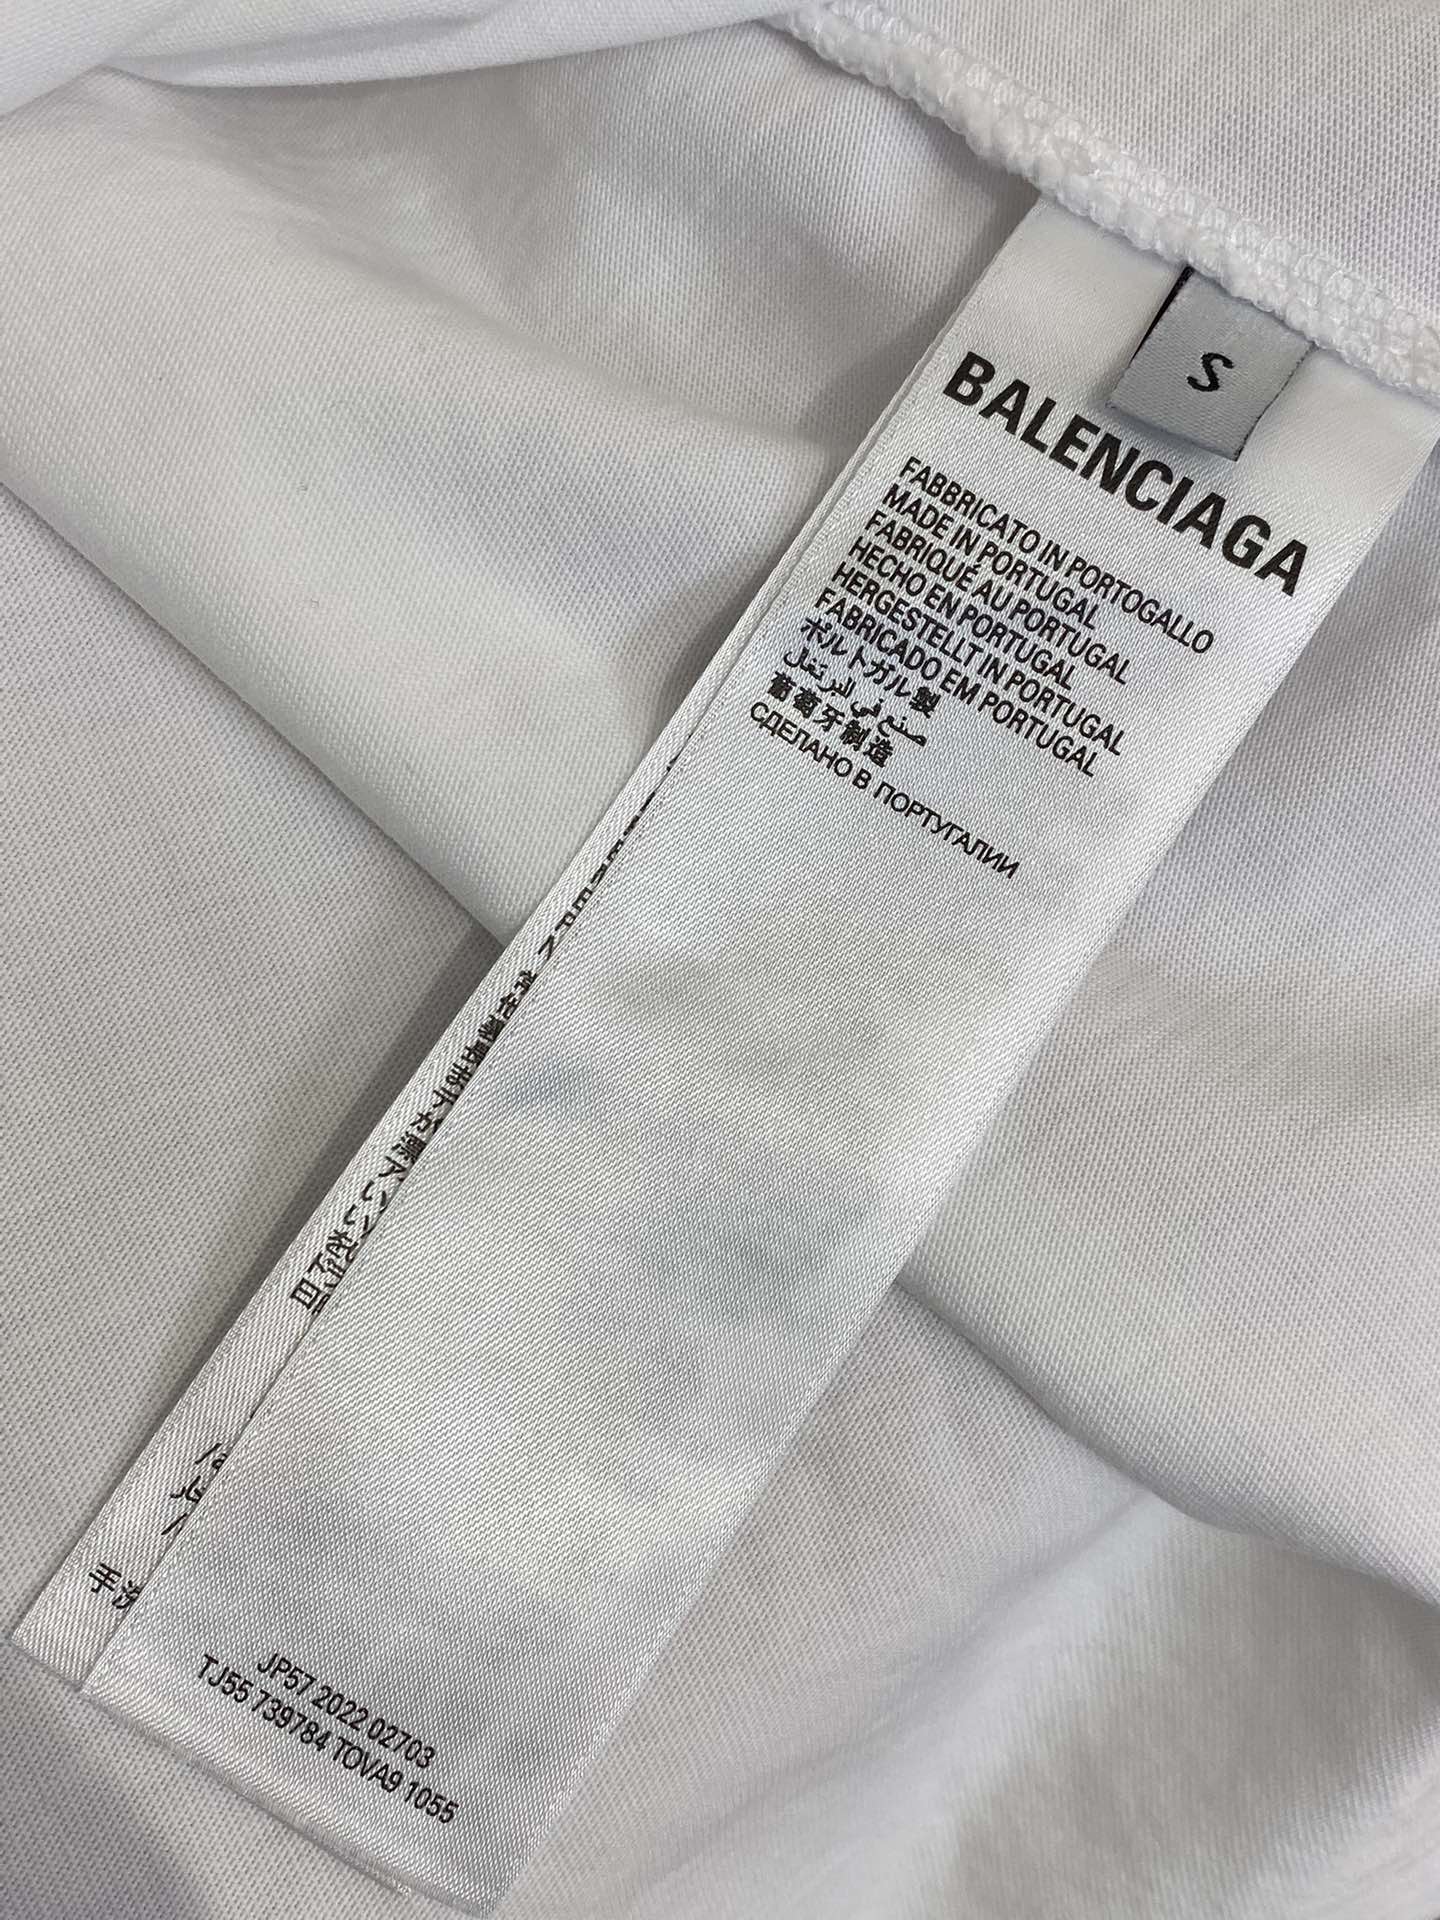 S
BALENCIAGA
FABBRICATO IN PORTOGALLO
MADE IN PORTUGAL
FABRIQUÉ AU PORTUGAL
HECHO EN PORTUGAL
HERGESTELLT IN PORTUGAL
FABRICADO EM PORTUGAL
ポルトガル製
صنع في البرتغال
葡萄牙制造
СДЕЛАНО В ПОРТУГАЛИИ
手洗
JP57 2022 02703
TJ55 739784 TOVA9 1055